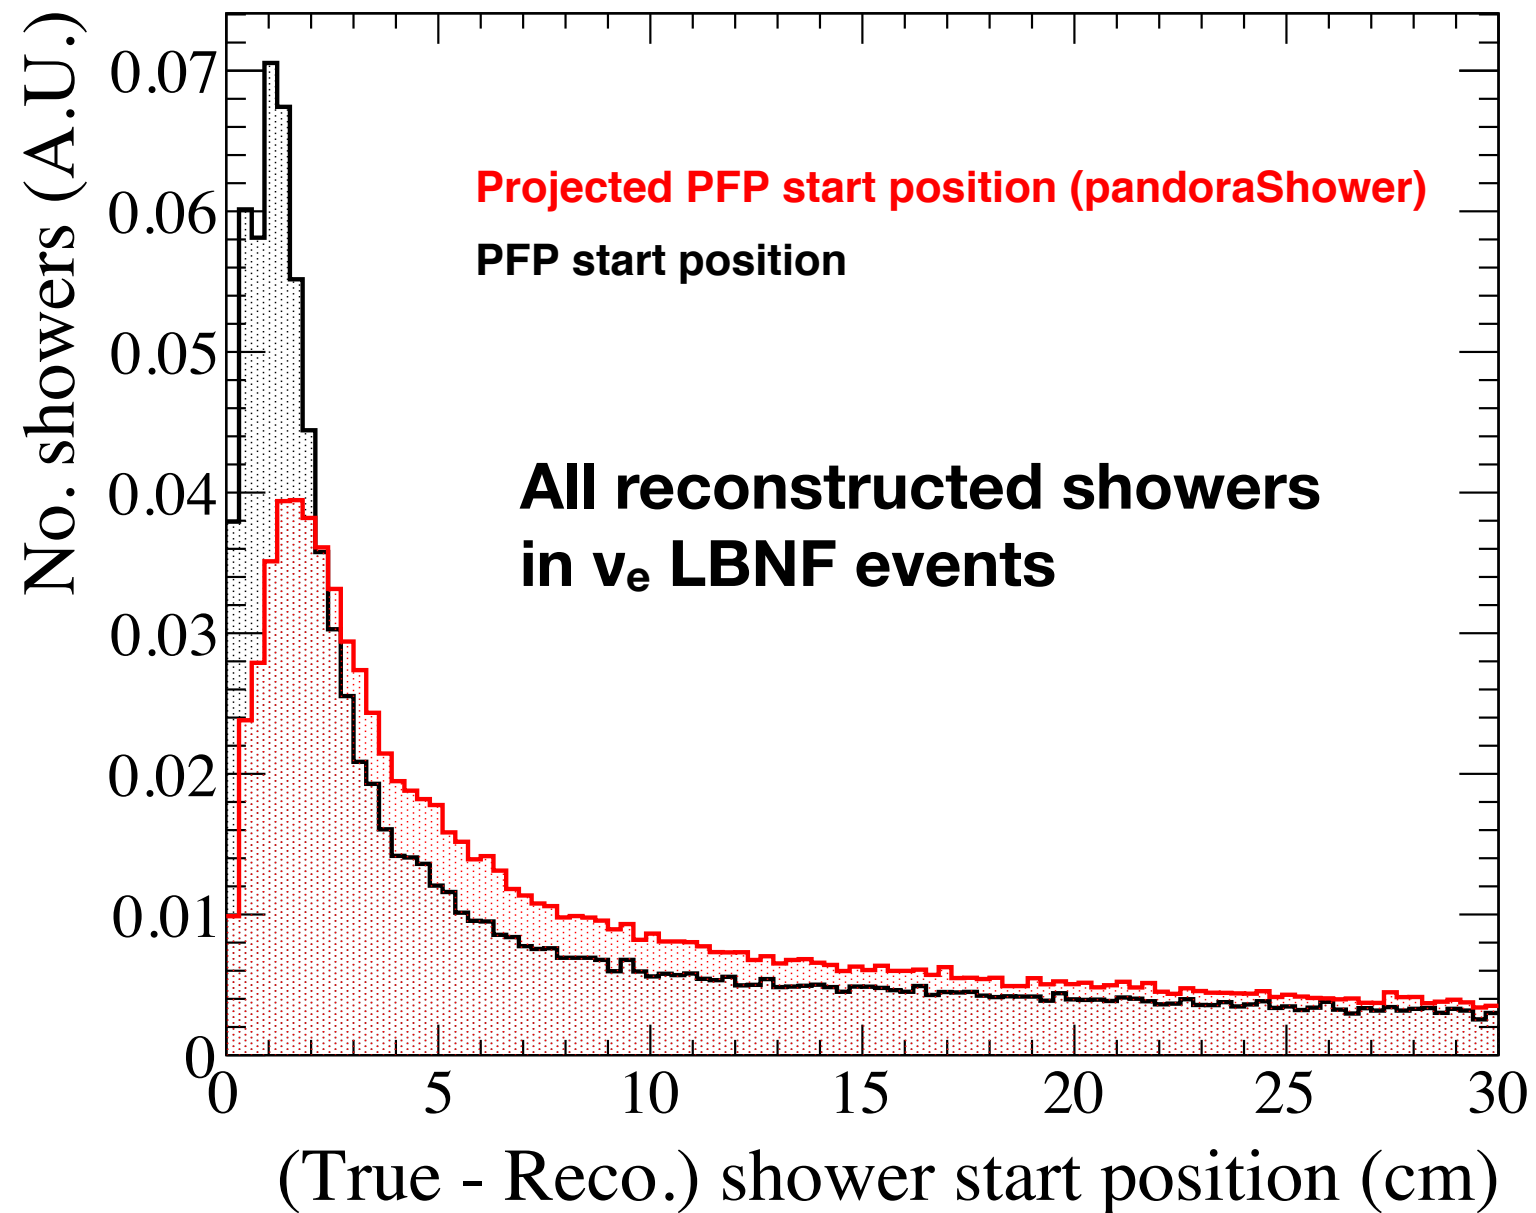 No. showers (A.U.)
0.07
0.06
0.05
0.04
0.03
0.02
0.01
0
Projected PFP start position (pandoraShower)
PFP start position
All reconstructed showers
in νₑ LBNF events
0 5 10 15 20 25 30
(True - Reco.) shower start position (cm)